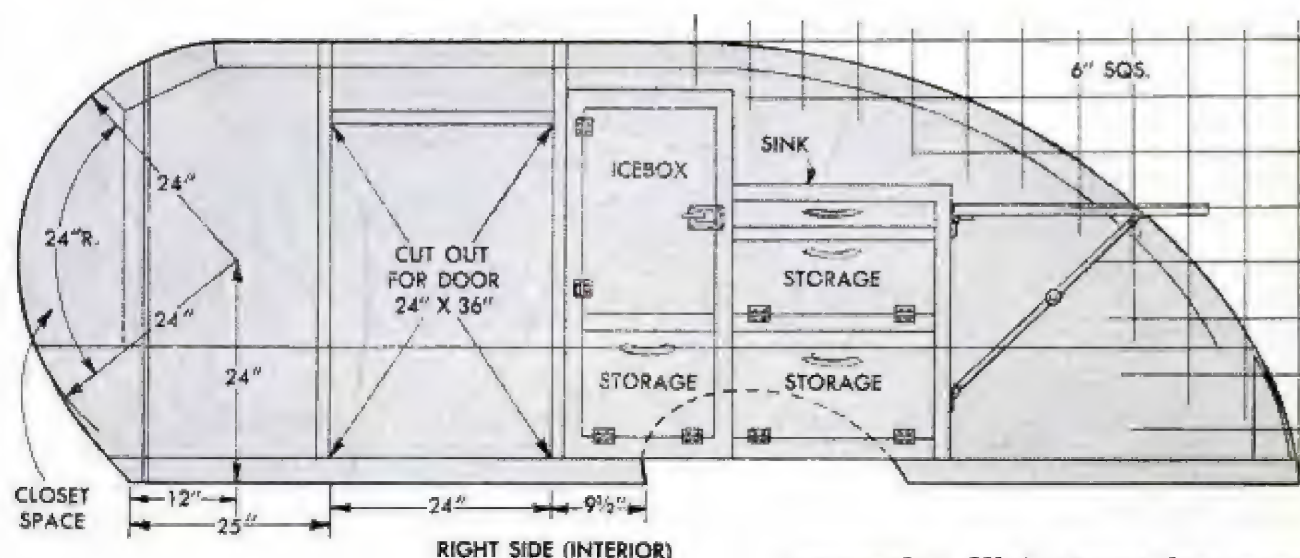 6" SQS.
SINK
ICEBOX
24"
24"R.
CUT OUT
FOR DOOR
24" X 36"
STORAGE
24"
24"
STORAGE
STORAGE
CLOSET
SPACE
12"
25"
24"
9½"
RIGHT SIDE (INTERIOR)